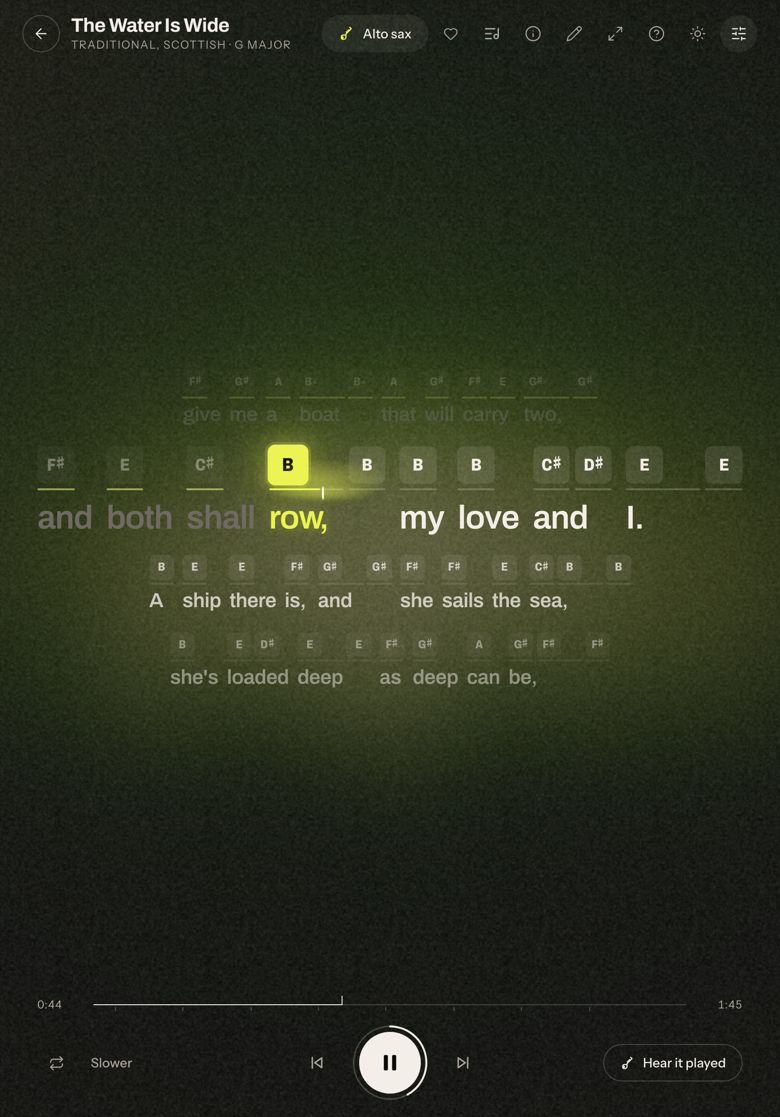 The Water Is Wide
TRADITIONAL, SCOTTISH · G MAJOR
Alto sax
F# G# A B B A G# F# E G# G#
give me a boat that will carry two,
F# E C# B B B B C# D# E E
and both shall row, my love and I.
B E E F# G# G# F# F# E C# B B
A ship there is, and she sails the sea,
B E D# E E F# G# A G# F# F#
she's loaded deep as deep can be,
0:44 1:45
Slower
Hear it played